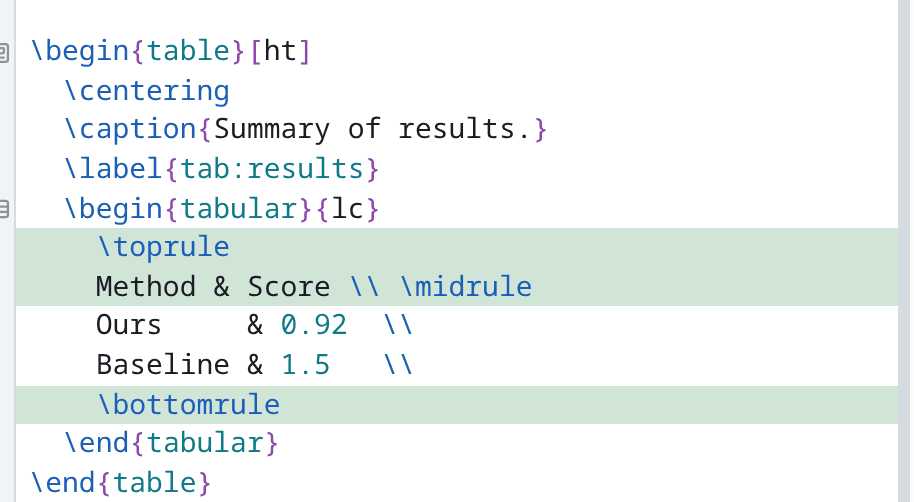 \begin{table}[ht]
  \centering
  \caption{Summary of results.}
  \label{tab:results}
  \begin{tabular}{lc}
    \toprule
    Method & Score \\ \midrule
    Ours     & 0.92  \\
    Baseline & 1.5   \\
    \bottomrule
  \end{tabular}
\end{table}